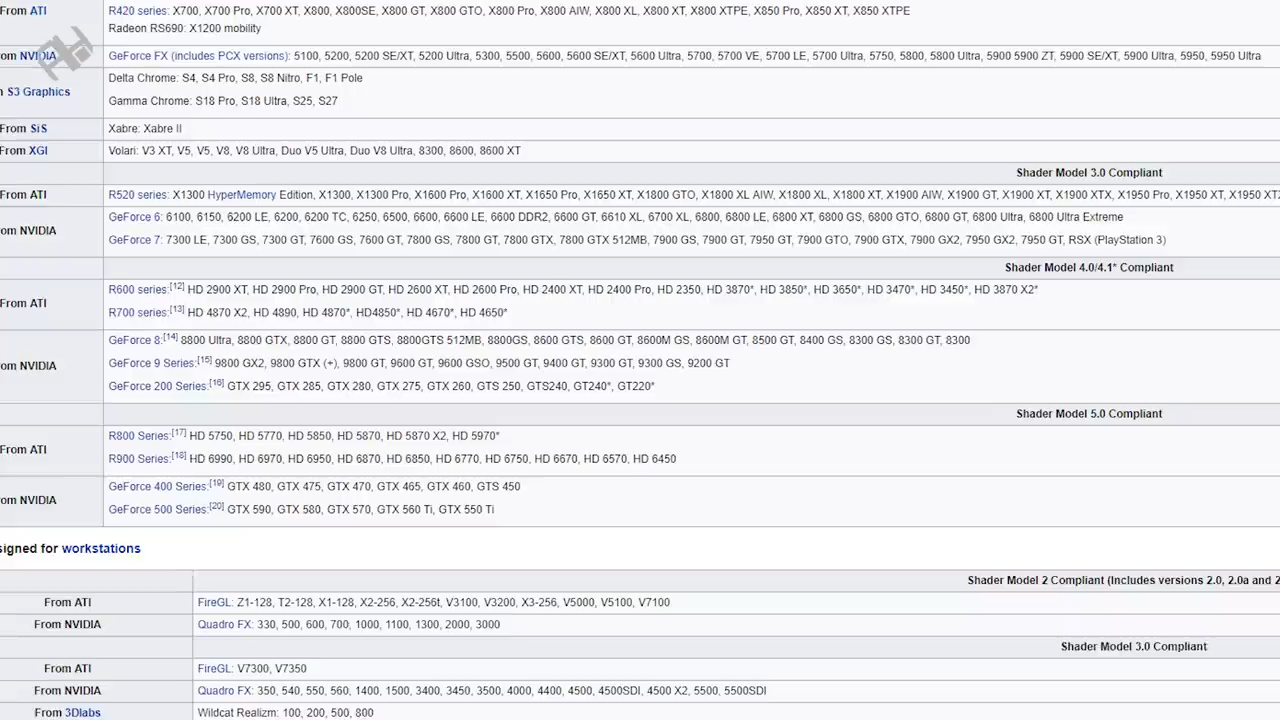 From ATI
R420 series: X700, X700 Pro, X700 XT, X800, X800SE, X800 GT, X800 GTO, X800 Pro, X800 AIW, X800 XL, X800 XT, X800 XTPE, X850 Pro, X850 XT, X850 XTPE
Radeon RS690: X1200 mobility
om NVIDIA
GeForce FX (includes PCX versions): 5100, 5200, 5200 SE/XT, 5200 Ultra, 5300, 5500, 5600, 5600 SE/XT, 5600 Ultra, 5700, 5700 VE, 5700 LE, 5700 Ultra, 5750, 5800, 5800 Ultra, 5900 5900 ZT, 5900 SE/XT, 5900 Ultra, 5950, 5950 Ultra
n S3 Graphics
Delta Chrome: S4, S4 Pro, S8, S8 Nitro, F1, F1 Pole
Gamma Chrome: S18 Pro, S18 Ultra, S25, S27
From SiS
Xabre: Xabre II
From XGI
Volari: V3 XT, V5, V5, V8, V8 Ultra, Duo V5 Ultra, Duo V8 Ultra, 8300, 8600, 8600 XT
Shader Model 3.0 Compliant
From ATI
R520 series: X1300 HyperMemory Edition, X1300, X1300 Pro, X1600 Pro, X1600 XT, X1650 Pro, X1650 XT, X1800 GTO, X1800 XL AIW, X1800 XL, X1800 XT, X1900 AIW, X1900 GT, X1900 XT, X1900 XTX, X1950 Pro, X1950 XT, X1950 XT
om NVIDIA
GeForce 6: 6100, 6150, 6200 LE, 6200, 6200 TC, 6250, 6500, 6600, 6600 LE, 6600 DDR2, 6600 GT, 6610 XL, 6700 XL, 6800, 6800 LE, 6800 XT, 6800 GS, 6800 GTO, 6800 GT, 6800 Ultra, 6800 Ultra Extreme
GeForce 7: 7300 LE, 7300 GS, 7300 GT, 7600 GS, 7600 GT, 7800 GS, 7800 GT, 7800 GTX, 7800 GTX 512MB, 7900 GS, 7900 GT, 7950 GT, 7900 GTO, 7900 GTX, 7900 GX2, 7950 GX2, 7950 GT, RSX (PlayStation 3)
Shader Model 4.0/4.1* Compliant
From ATI
R600 series:[12] HD 2900 XT, HD 2900 Pro, HD 2900 GT, HD 2600 XT, HD 2600 Pro, HD 2400 XT, HD 2400 Pro, HD 2350, HD 3870*, HD 3850*, HD 3650*, HD 3470*, HD 3450*, HD 3870 X2*
R700 series:[13] HD 4870 X2, HD 4890, HD 4870*, HD4850*, HD 4670*, HD 4650*
om NVIDIA
GeForce 8:[14] 8800 Ultra, 8800 GTX, 8800 GT, 8800 GTS, 8800GTS 512MB, 8800GS, 8600 GTS, 8600 GT, 8600M GS, 8600M GT, 8500 GT, 8400 GS, 8300 GS, 8300 GT, 8300
GeForce 9 Series:[15] 9800 GX2, 9800 GTX (+), 9800 GT, 9600 GT, 9600 GSO, 9500 GT, 9400 GT, 9300 GT, 9300 GS, 9200 GT
GeForce 200 Series:[16] GTX 295, GTX 285, GTX 280, GTX 275, GTX 260, GTS 250, GTS240, GT240*, GT220*
Shader Model 5.0 Compliant
From ATI
R800 Series:[17] HD 5750, HD 5770, HD 5850, HD 5870, HD 5870 X2, HD 5970*
R900 Series:[18] HD 6990, HD 6970, HD 6950, HD 6870, HD 6850, HD 6770, HD 6750, HD 6670, HD 6570, HD 6450
om NVIDIA
GeForce 400 Series:[19] GTX 480, GTX 475, GTX 470, GTX 465, GTX 460, GTS 450
GeForce 500 Series:[20] GTX 590, GTX 580, GTX 570, GTX 560 Ti, GTX 550 Ti
signed for workstations
Shader Model 2 Compliant (Includes versions 2.0, 2.0a and 2
From ATI
FireGL: Z1-128, T2-128, X1-128, X2-256, X2-256t, V3100, V3200, X3-256, V5000, V5100, V7100
From NVIDIA
Quadro FX: 330, 500, 600, 700, 1000, 1100, 1300, 2000, 3000
Shader Model 3.0 Compliant
From ATI
FireGL: V7300, V7350
From NVIDIA
Quadro FX: 350, 540, 550, 560, 1400, 1500, 3400, 3450, 3500, 4000, 4400, 4500, 4500SDI, 4500 X2, 5500, 5500SDI
From 3Dlabs
Wildcat Realizm: 100, 200, 500, 800